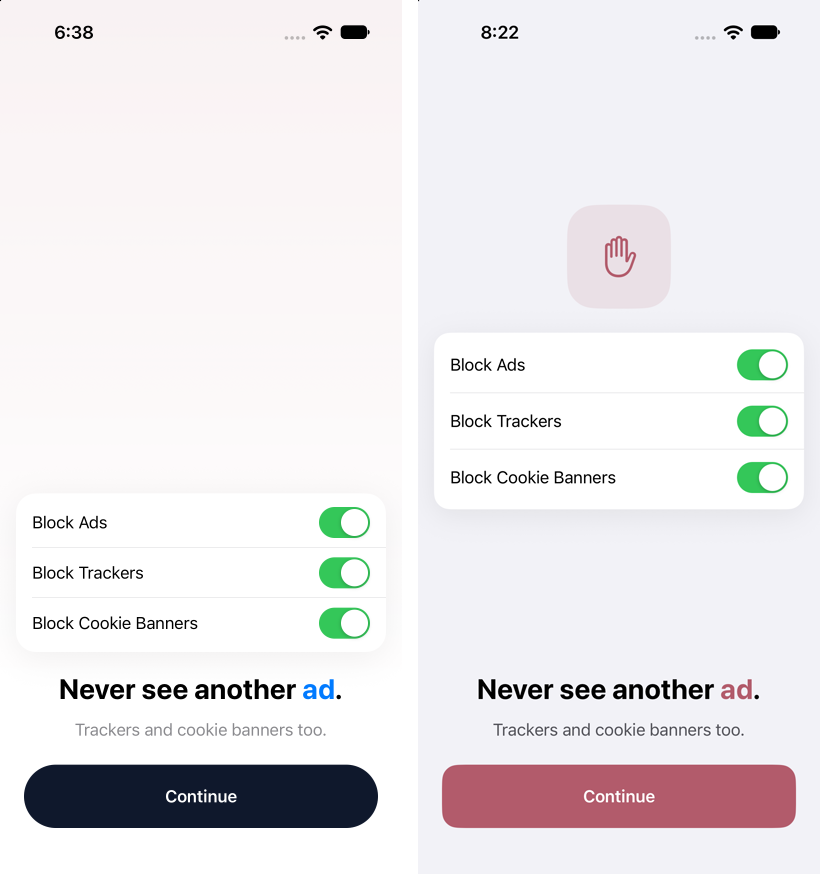 6:38
Block Ads
Block Trackers
Block Cookie Banners
Never see another ad.
Trackers and cookie banners too.
Continue
8:22
Block Ads
Block Trackers
Block Cookie Banners
Never see another ad.
Trackers and cookie banners too.
Continue